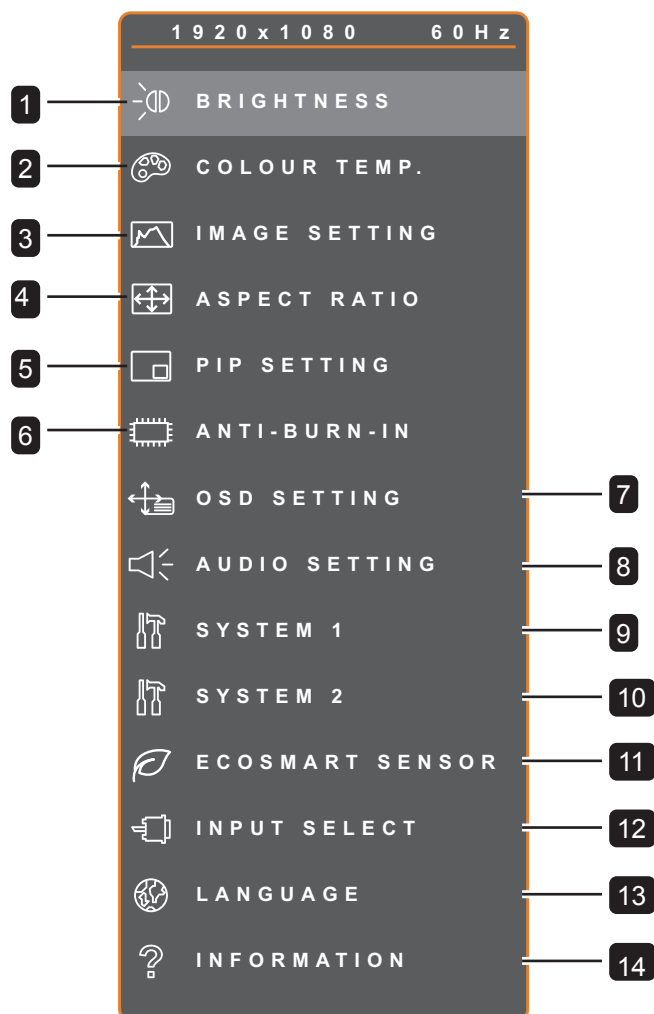 1920x1080 60Hz
1 BRIGHTNESS
2 COLOUR TEMP.
3 IMAGE SETTING
4 ASPECT RATIO
5 PIP SETTING
6 ANTI-BURN-IN
OSD SETTING 7
AUDIO SETTING 8
SYSTEM 1 9
SYSTEM 2 10
ECOSMART SENSOR 11
INPUT SELECT 12
LANGUAGE 13
INFORMATION 14